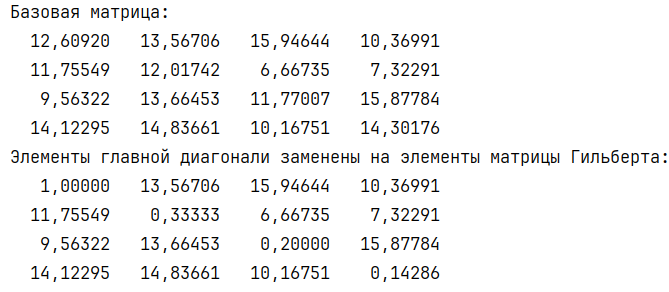 Базовая матрица:
12,60920 13,56706 15,94644 10,36991
11,75549 12,01742 6,66735 7,32291
9,56322 13,66453 11,77007 15,87784
14,12295 14,83661 10,16751 14,30176
Элементы главной диагонали заменены на элементы матрицы Гильберта:
1,00000 13,56706 15,94644 10,36991
11,75549 0,33333 6,66735 7,32291
9,56322 13,66453 0,20000 15,87784
14,12295 14,83661 10,16751 0,14286